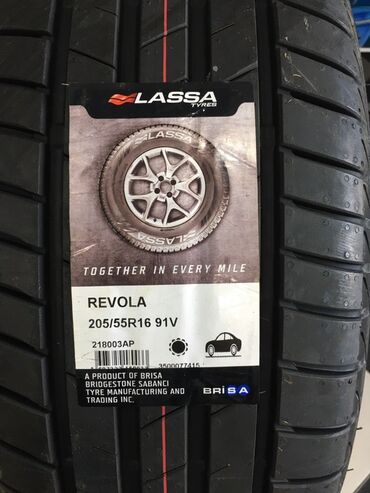 LASSA
TYRES
LASSA
LASSA
TOGETHER IN EVERY MILE
REVOLA
205/55R16 91V
218003AP
3500077415
A PRODUCT OF BRISA
BRIDGESTONE SABANCI
TYRE MANUFACTURING AND
TRADING INC.
BRiSA